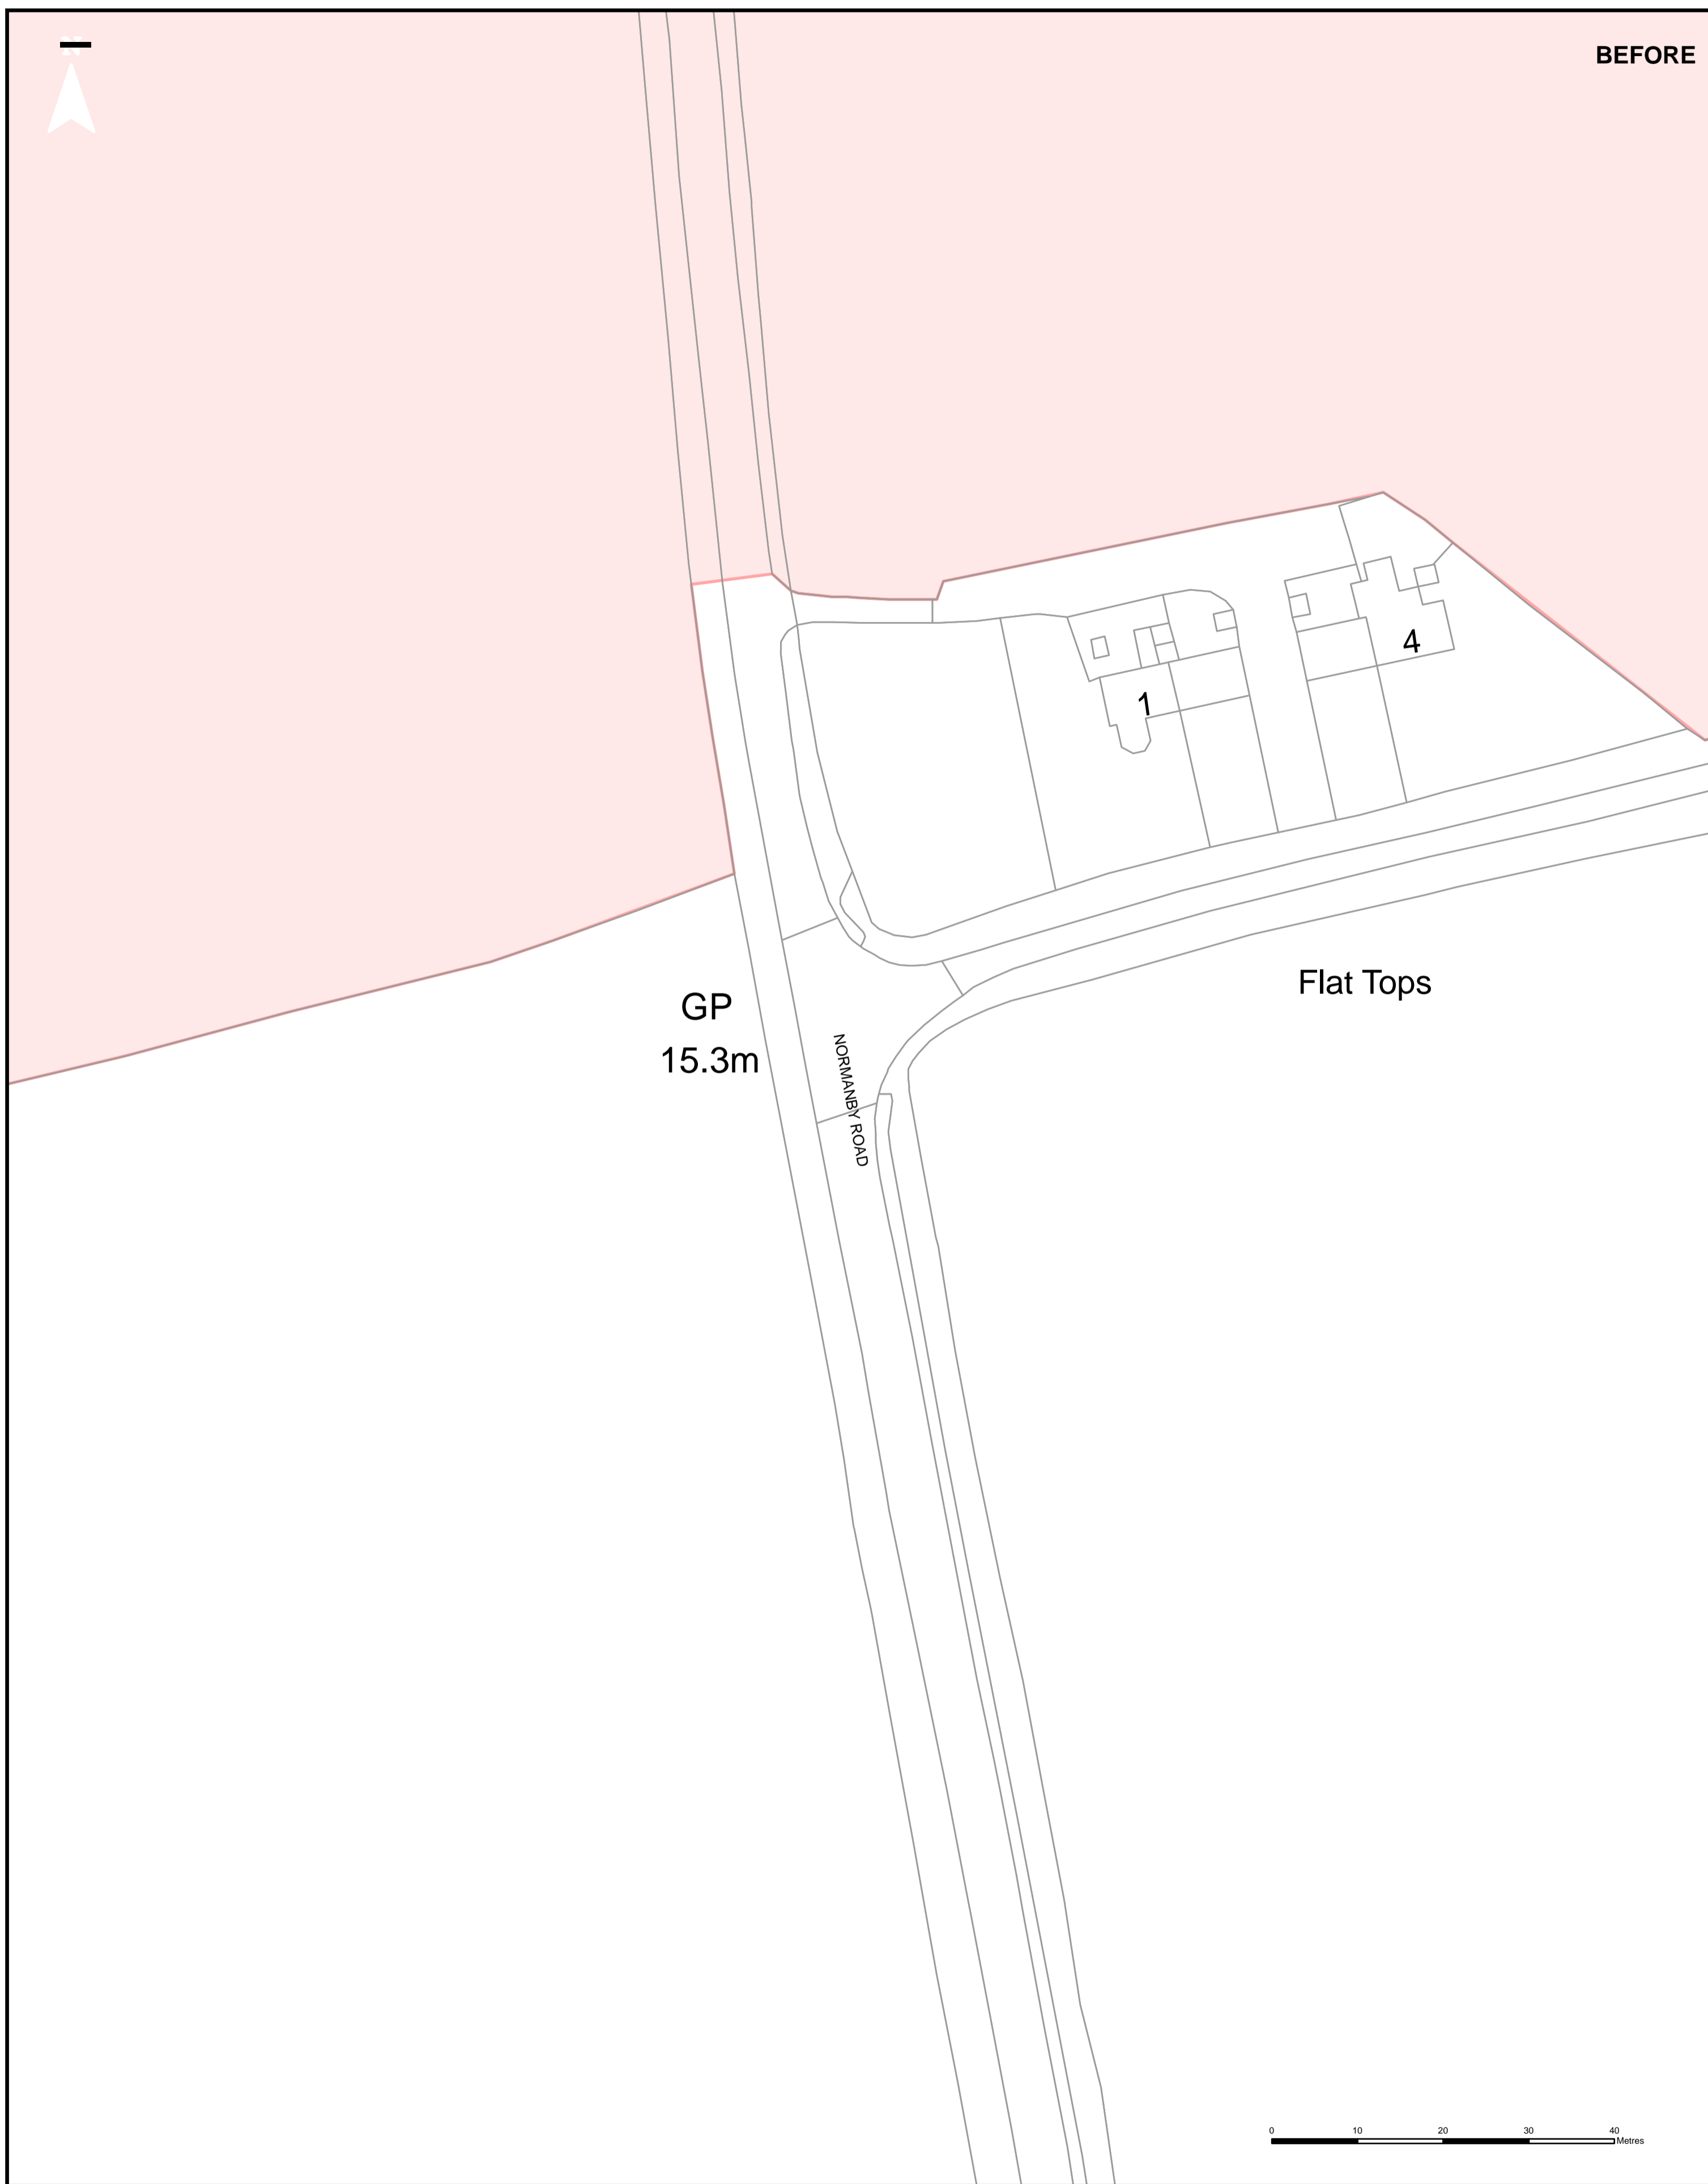 N
BEFORE
4
1
Flat Tops
GP
15.3m
NORMANBY ROAD
0 10 20 30 40
Metres